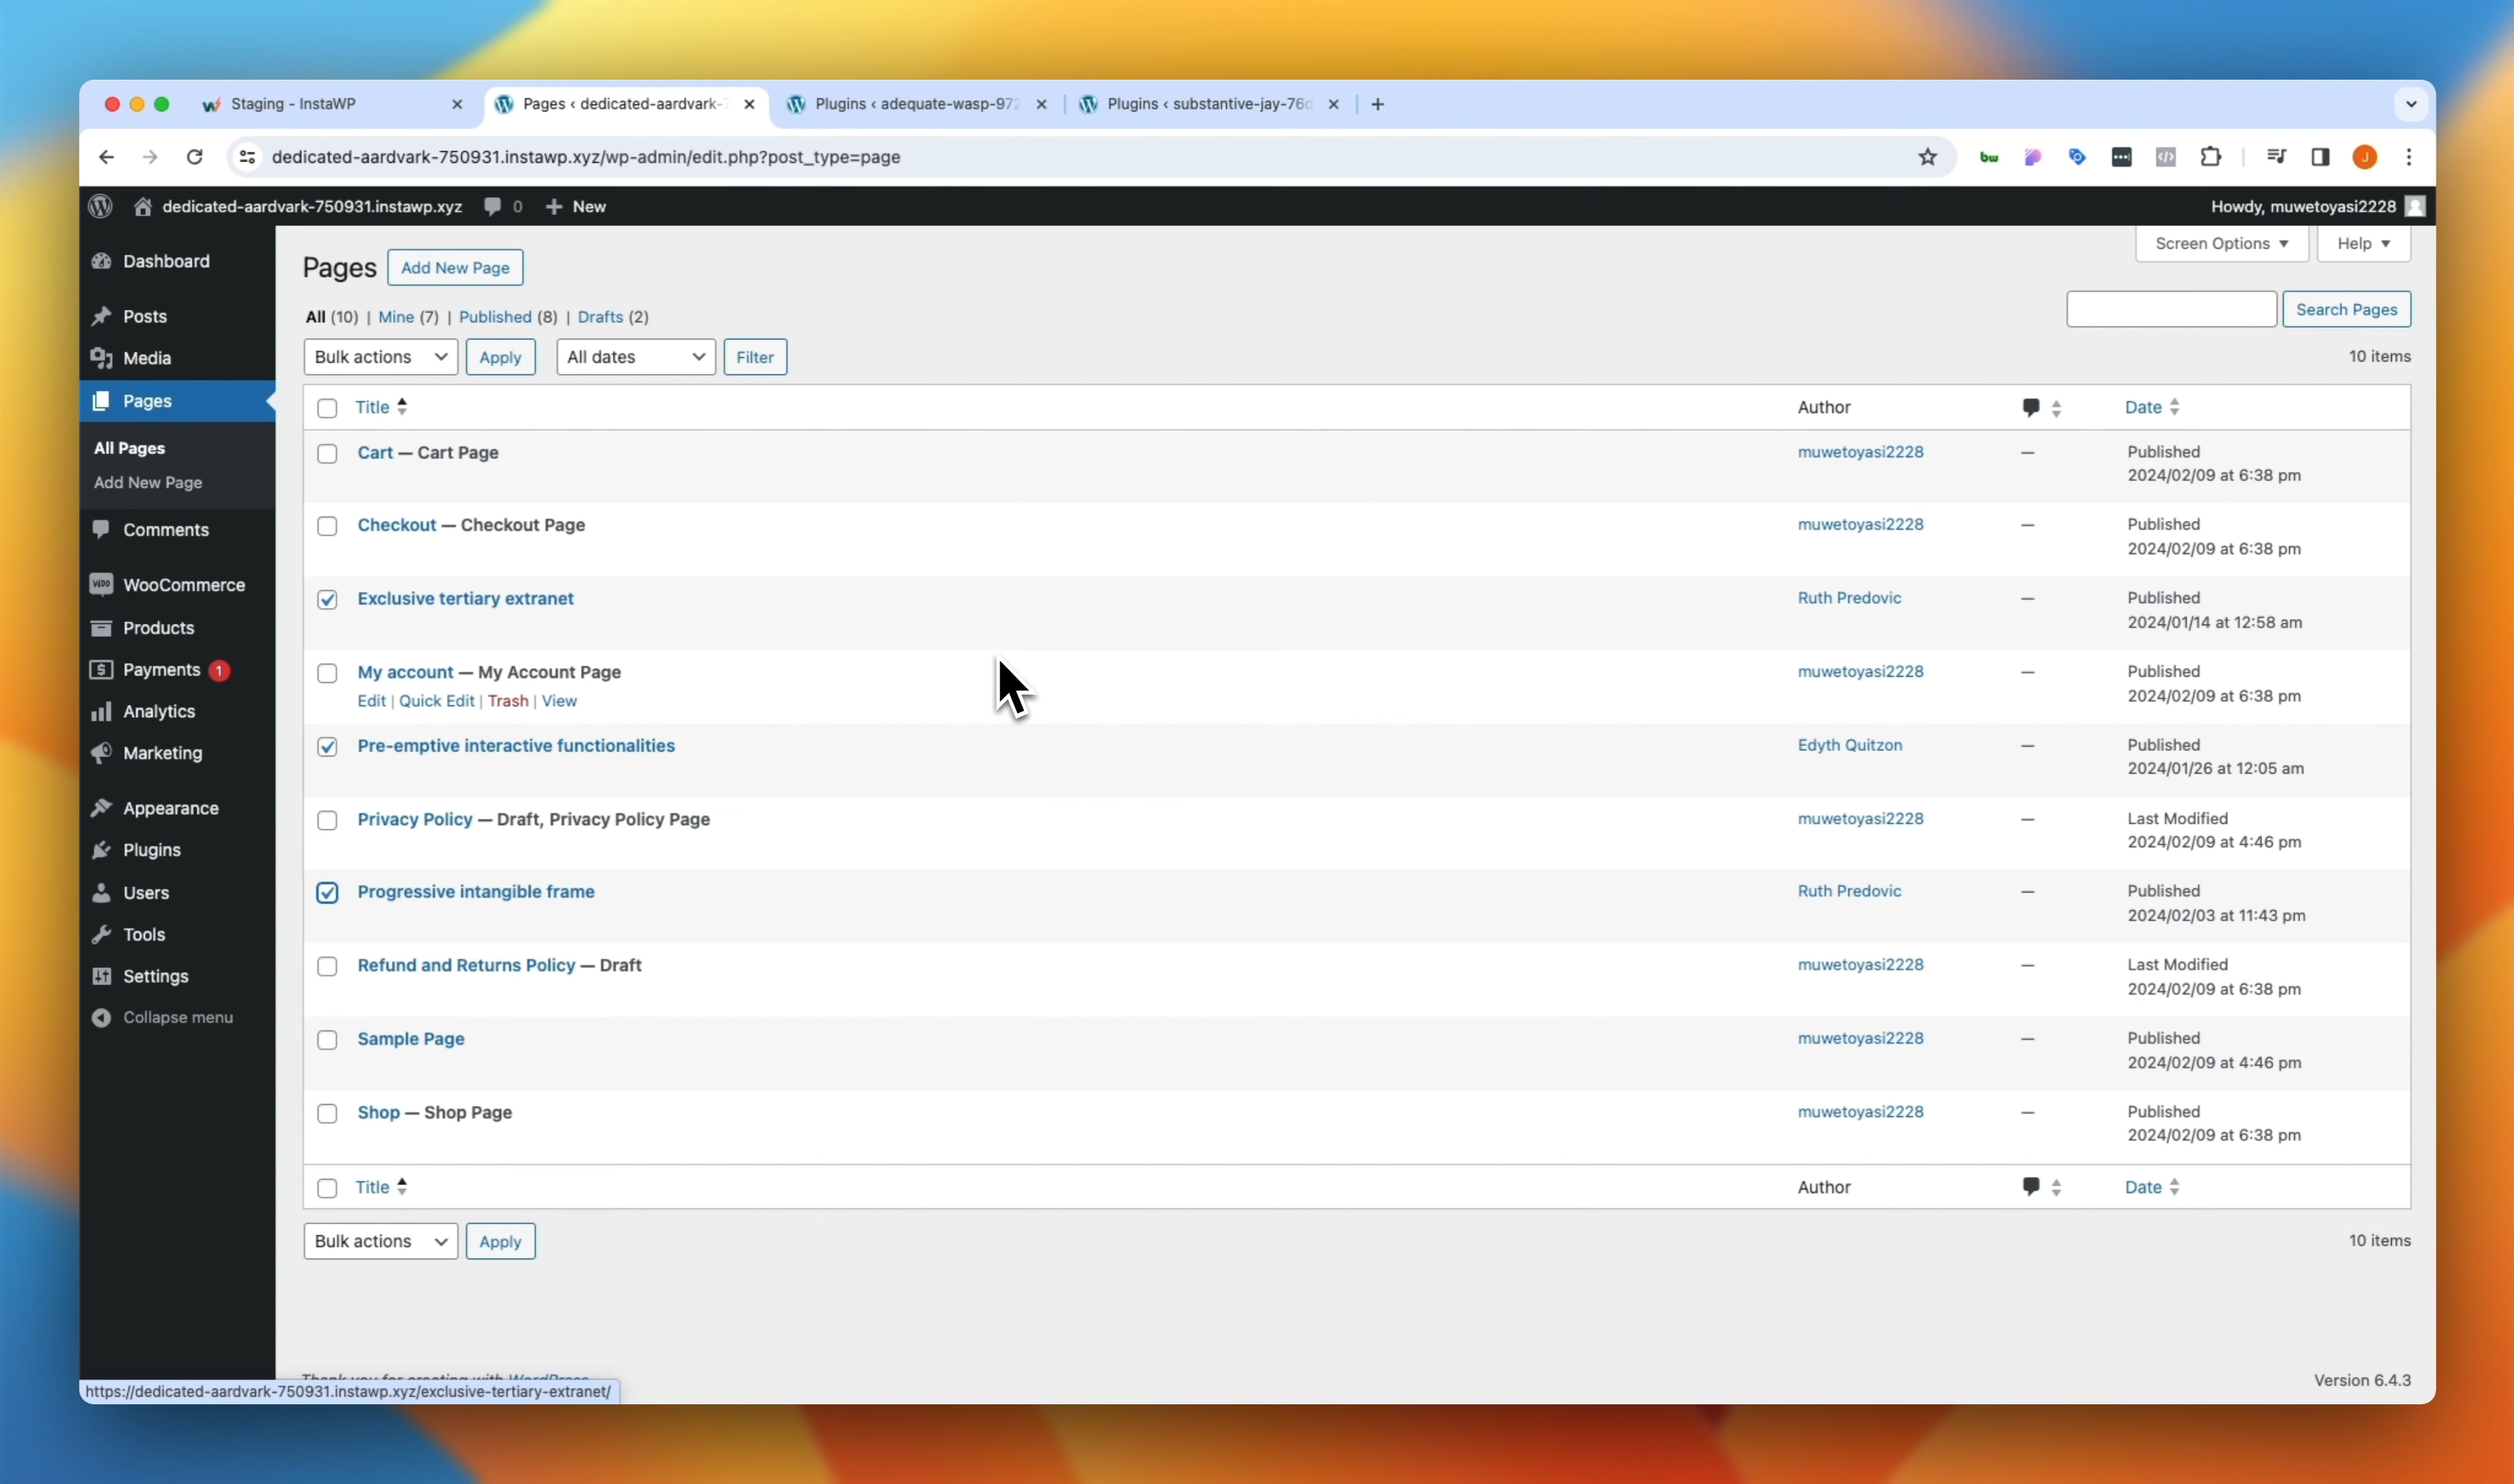 Staging - InstaWP
Pages ‹ dedicated-aardvark-7
Plugins ‹ adequate-wasp-972
Plugins ‹ substantive-jay-76d
dedicated-aardvark-750931.instawp.xyz/wp-admin/edit.php?post_type=page
bw
J
dedicated-aardvark-750931.instawp.xyz 0 New
Howdy, muwetoyasi2228
Dashboard
Posts
Media
Pages
All Pages
Add New Page
Comments
WooCommerce
Products
Payments 1
Analytics
Marketing
Appearance
Plugins
Users
Tools
Settings
Collapse menu
Screen Options Help
Pages Add New Page
All (10) | Mine (7) | Published (8) | Drafts (2)
Search Pages
Bulk actions Apply All dates Filter
10 items
Title Author Date
Cart — Cart Page muwetoyasi2228 — Published
2024/02/09 at 6:38 pm
Checkout — Checkout Page muwetoyasi2228 — Published
2024/02/09 at 6:38 pm
Exclusive tertiary extranet Ruth Predovic — Published
2024/01/14 at 12:58 am
My account — My Account Page muwetoyasi2228 — Published
2024/02/09 at 6:38 pm
Edit | Quick Edit | Trash | View
Pre-emptive interactive functionalities Edyth Quitzon — Published
2024/01/26 at 12:05 am
Privacy Policy — Draft, Privacy Policy Page muwetoyasi2228 — Last Modified
2024/02/09 at 4:46 pm
Progressive intangible frame Ruth Predovic — Published
2024/02/03 at 11:43 pm
Refund and Returns Policy — Draft muwetoyasi2228 — Last Modified
2024/02/09 at 6:38 pm
Sample Page muwetoyasi2228 — Published
2024/02/09 at 4:46 pm
Shop — Shop Page muwetoyasi2228 — Published
2024/02/09 at 6:38 pm
Title Author Date
Bulk actions Apply
10 items
Thank you for creating with WordPress.
Version 6.4.3
https://dedicated-aardvark-750931.instawp.xyz/exclusive-tertiary-extranet/